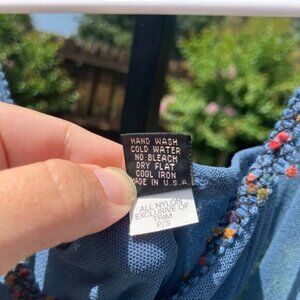 HAND WASH
COLD WATER
NO BLEACH
DRY FLAT
COOL IRON
MADE IN U.S.A.
ALL NYLON
EXCLUSIVE OF
TRIM
P/S